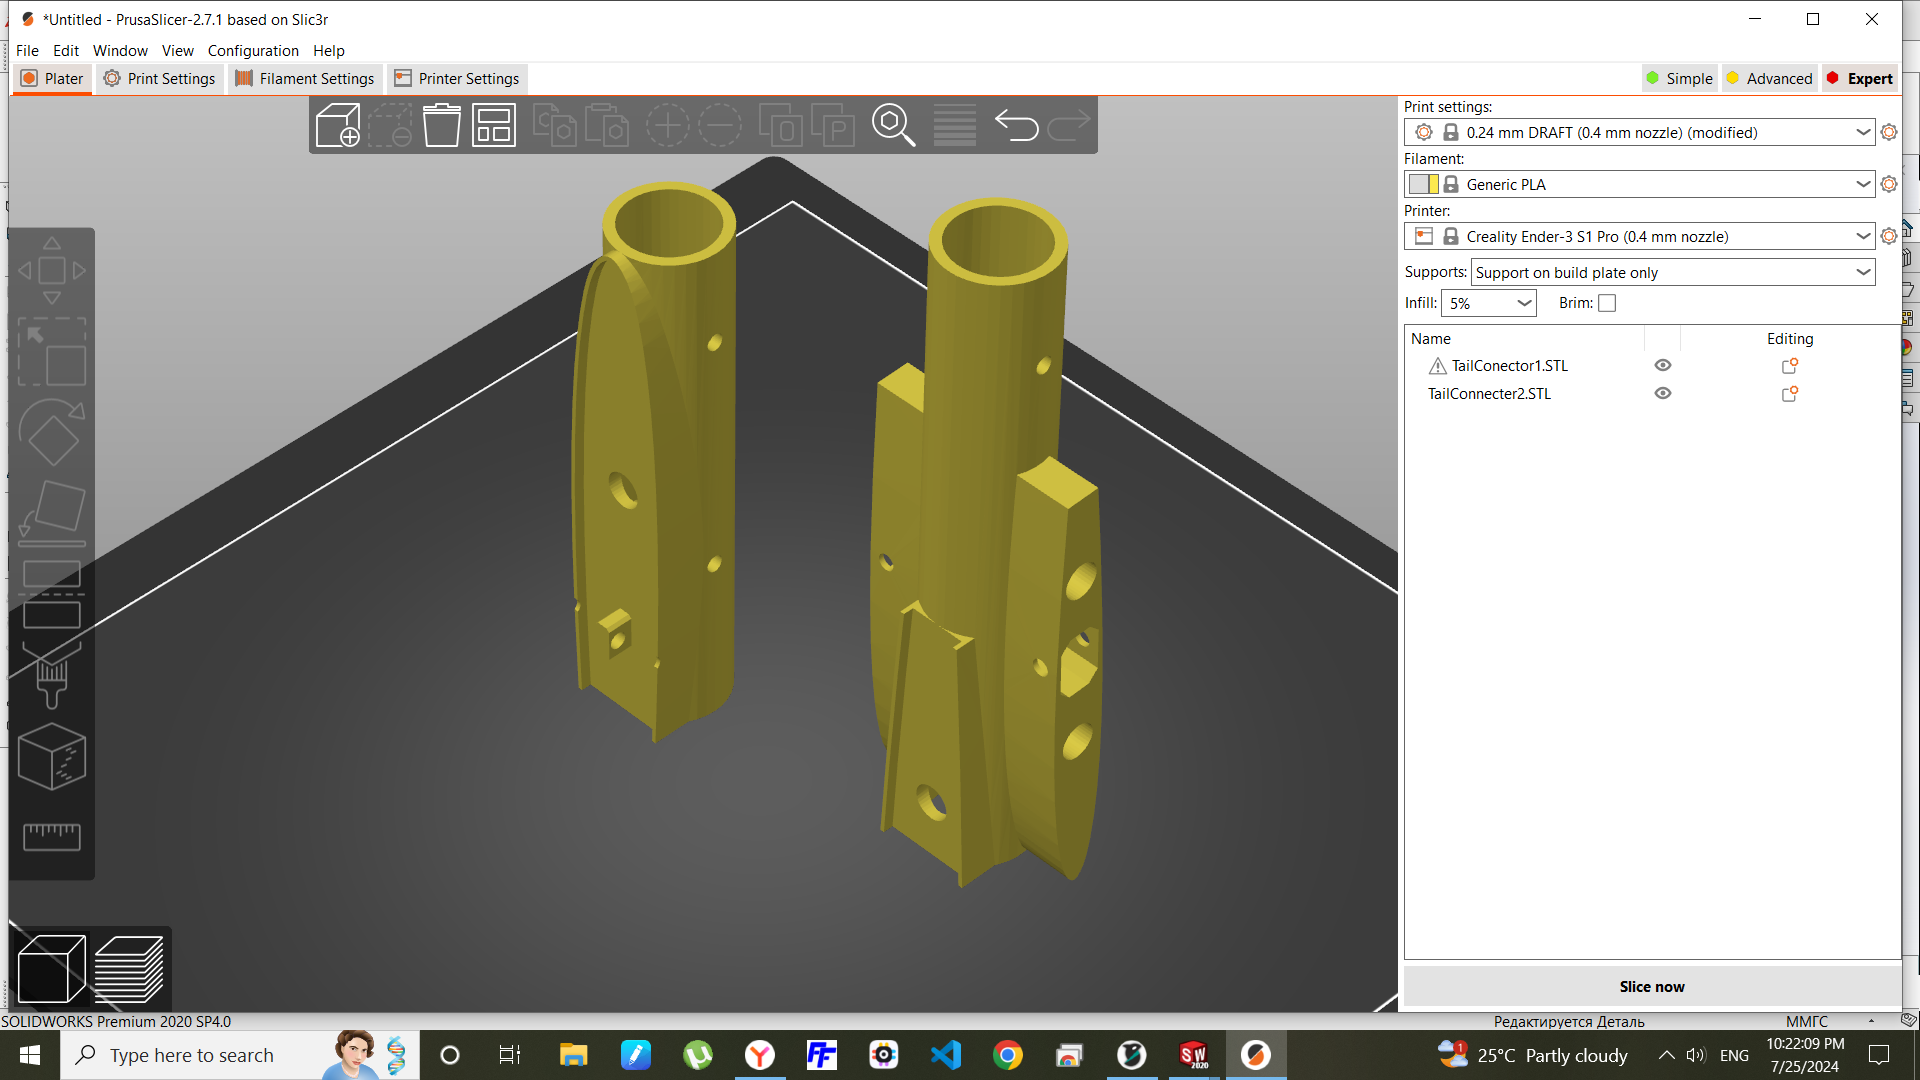 *Untitled - PrusaSlicer-2.7.1 based on Slic3r
File Edit Window View Configuration Help
Plater Print Settings Filament Settings Printer Settings Simple Advanced Expert
Print settings:
0.24 mm DRAFT (0.4 mm nozzle) (modified)
Filament:
Generic PLA
Printer:
Creality Ender-3 S1 Pro (0.4 mm nozzle)
Supports: Support on build plate only
Infill: 5% Brim:
Name Editing
TailConector1.STL
TailConnecter2.STL
Slice now
SOLIDWORKS Premium 2020 SP4.0 Редактируется Деталь ММГС
Type here to search
SW 2020
1
25°C Partly cloudy
ENG
10:22:09 PM
7/25/2024